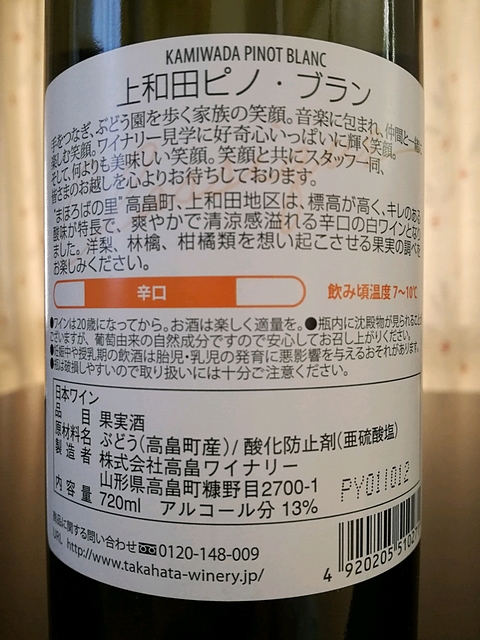 KAMIWADA PINOT BLANC
上和田ピノ・ブラン
手をつなぎ、ぶどう園を歩く家族の笑顔。音楽に包まれ、仲間と一緒に
楽しむ笑顔。ワイナリー見学に好奇心いっぱいに輝く笑顔。
そして、何よりも美味しい笑顔。笑顔と共にスタッフ一同、
皆さまのお越しを心よりお待ちしております。
"まほろばの里"高畠町、上和田地区は、標高が高く、キレのある
酸味が特長で、爽やかで清涼感溢れる辛口の白ワインとなり
ました。洋梨、林檎、柑橘類を想い起こさせる果実の調べを
お楽しみください。
辛口
飲み頃温度 7〜10℃
●ワインは20歳になってから。お酒は楽しく適量を。●瓶内に沈殿物が見られること
ございますが、葡萄由来の自然成分ですので安心してお召し上がりください。
●妊娠中や授乳期の飲酒は胎児・乳児の発育に悪影響を与えるおそれがあります。
●瓶は破損しやすいので取り扱いには十分ご注意ください。
日本ワイン
品目 果実酒
原材料名 ぶどう(高畠町産)/ 酸化防止剤(亜硫酸塩)
製造者 株式会社高畠ワイナリー
山形県高畠町糠野目2700-1
内容量 720ml アルコール分 13%
PY011012
商品に関する問い合わせ 0120-148-009
URL http://www.takahata-winery.jp/
4 920205 5102